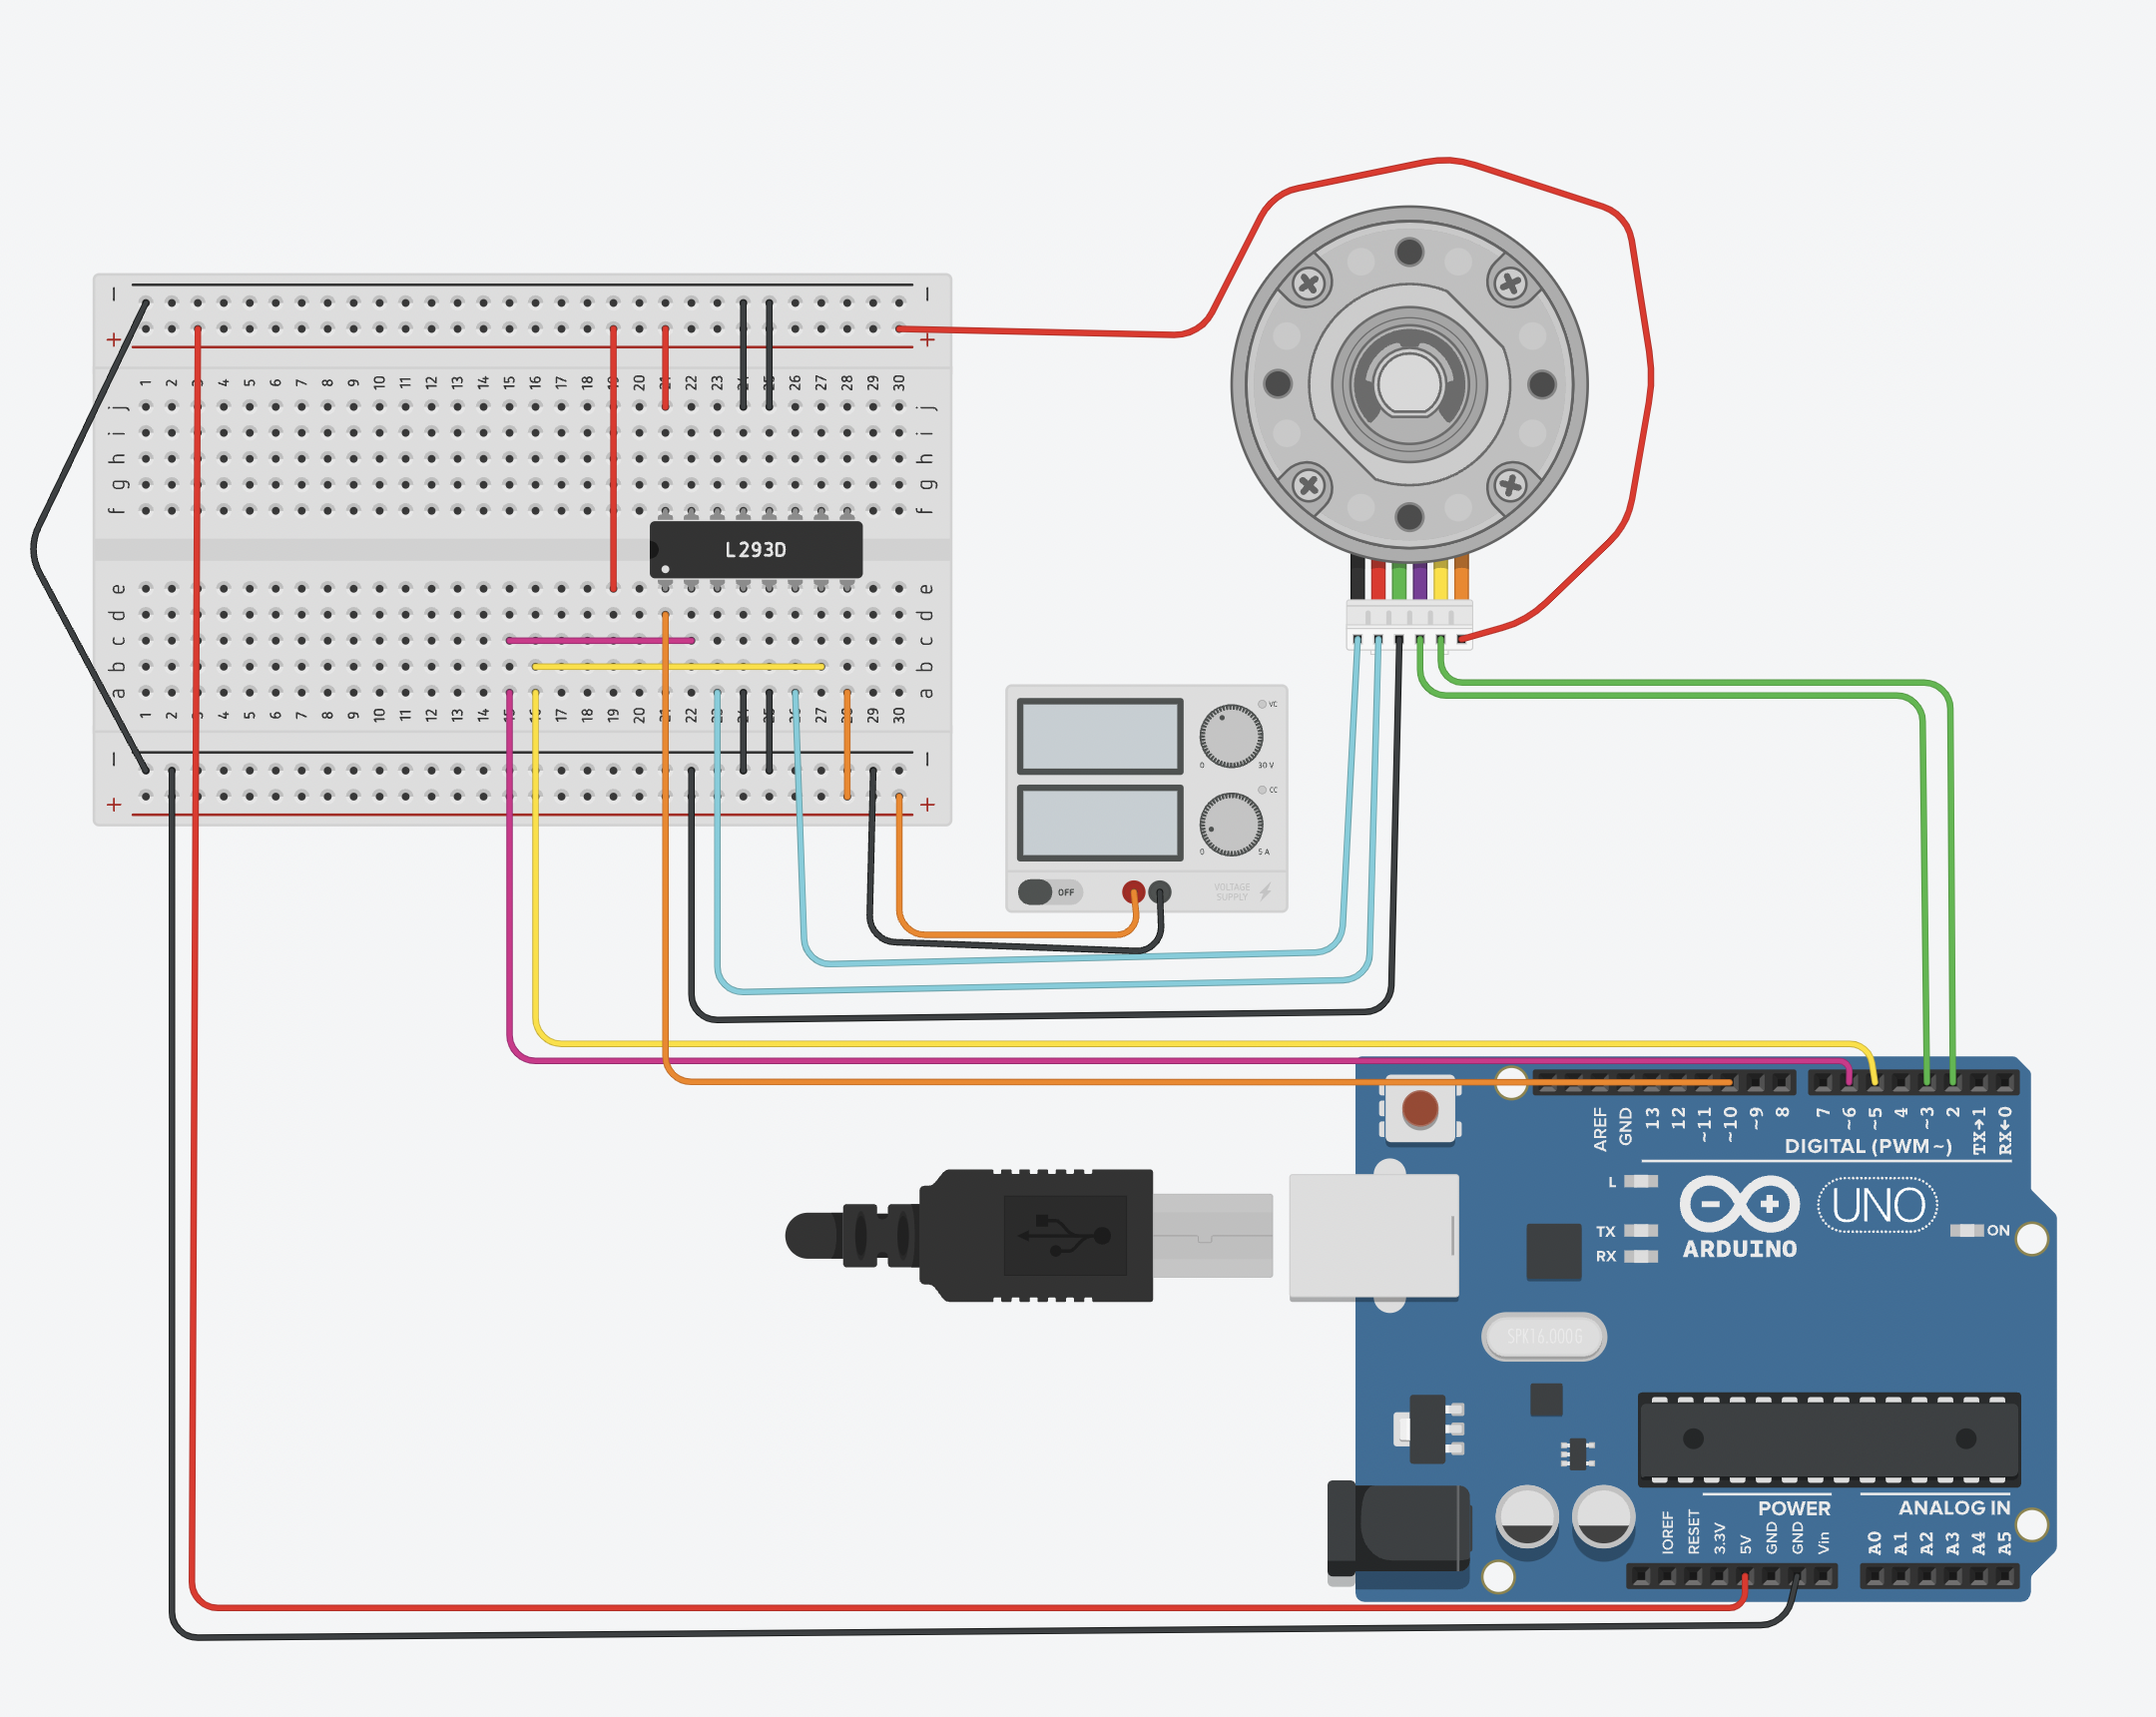 − −
+ +
1 2 3 4 5 6 7 8 9 10 11 12 13 14 15 16 17 18 19 20 21 22 23 24 25 26 27 28 29 30
j j
i i
h h
g g
f f
L293D
e e
d d
c c
b b
a a
1 2 3 4 5 6 7 8 9 10 11 12 13 14 15 16 17 18 19 20 21 22 23 24 25 26 27 28 29 30
− −
+ +
VC
0 30 V
CC
0 5 A
OFF
VOLTAGE
SUPPLY
AREF GND 13 12 ~11 ~10 ~9 8 7 ~6 ~5 4 ~3 2 TX→1 RX←0
DIGITAL (PWM ~)
L
TX
RX
UNO
ARDUINO
ON
SPK16.000G
POWER
ANALOG IN
IOREF RESET 3.3V 5V GND GND Vin A0 A1 A2 A3 A4 A5